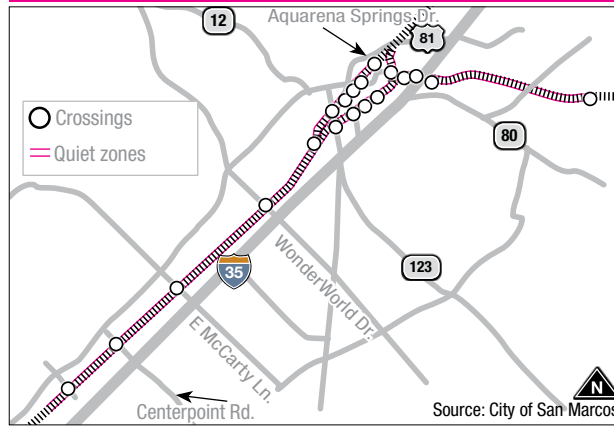 Aquarena Springs Dr.
12
81
Crossings
Quiet zones
80
123
35
WonderWorld Dr.
E McCarty Ln.
Centerpoint Rd.
N
Source: City of San Marcos